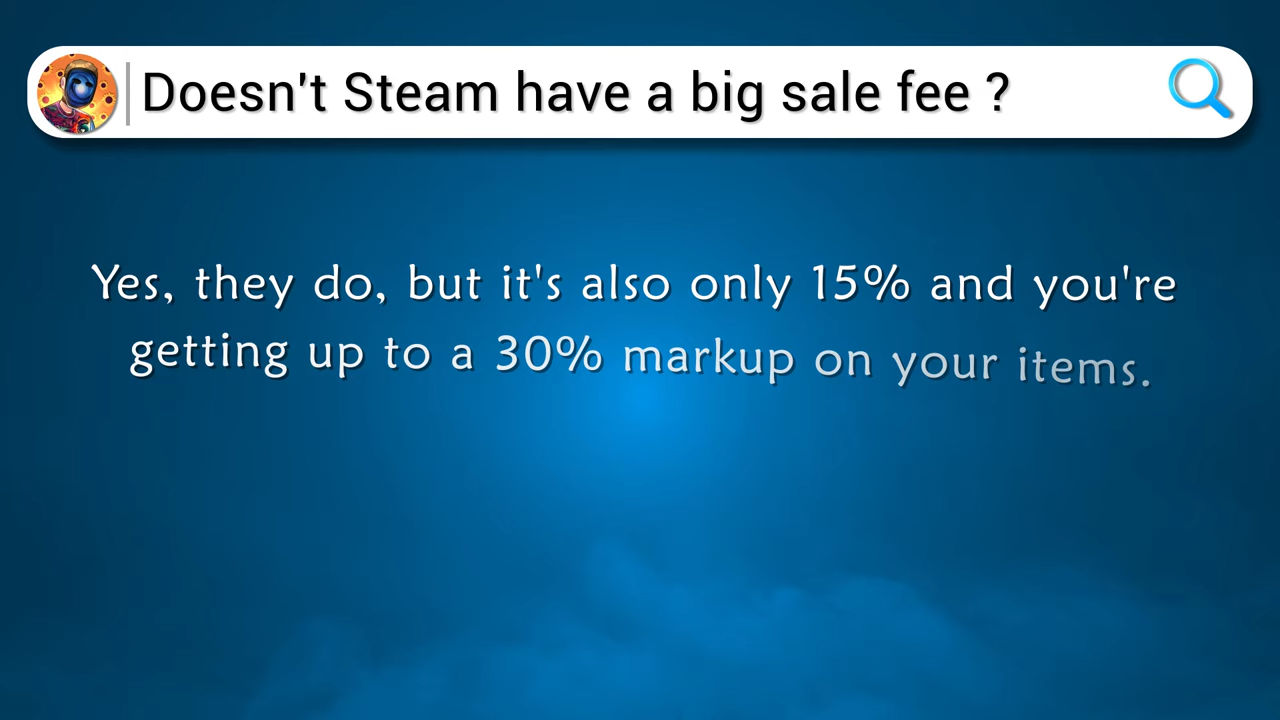 Doesn't Steam have a big sale fee ?
Yes, they do, but it's also only 15% and you're
getting up to a 30% markup on your items.